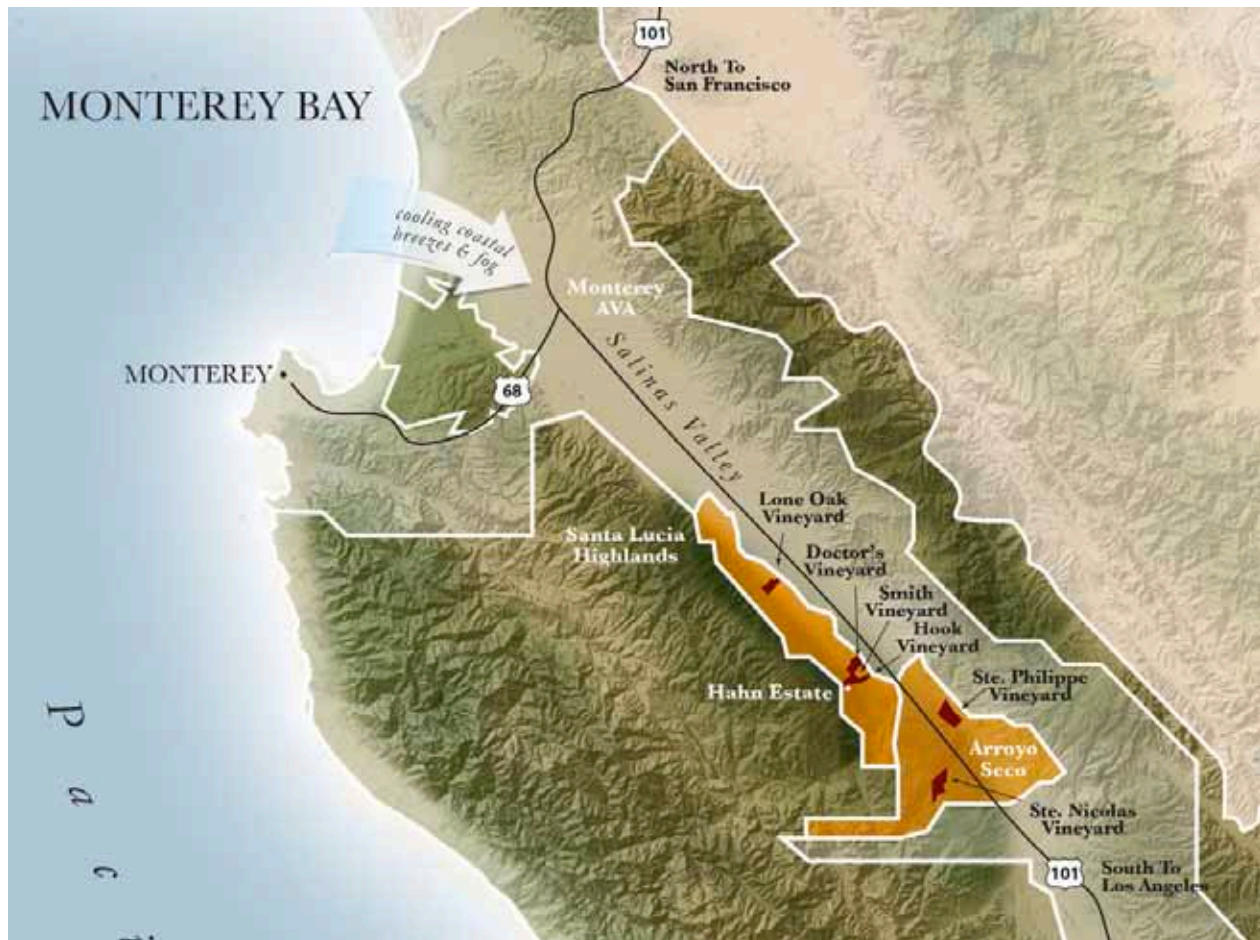 101
North To
San Francisco
MONTEREY BAY
cooling coastal
breezes & fog
Monterey
AVA
MONTEREY
68
Salinas Valley
Lone Oak
Vineyard
Santa Lucia
Highlands
Doctor's
Vineyard
Smith
Vineyard
Hook
Vineyard
Hahn Estate
Ste. Philippe
Vineyard
Arroyo
Seco
Ste. Nicolas
Vineyard
101
South To
Los Angeles
P a c